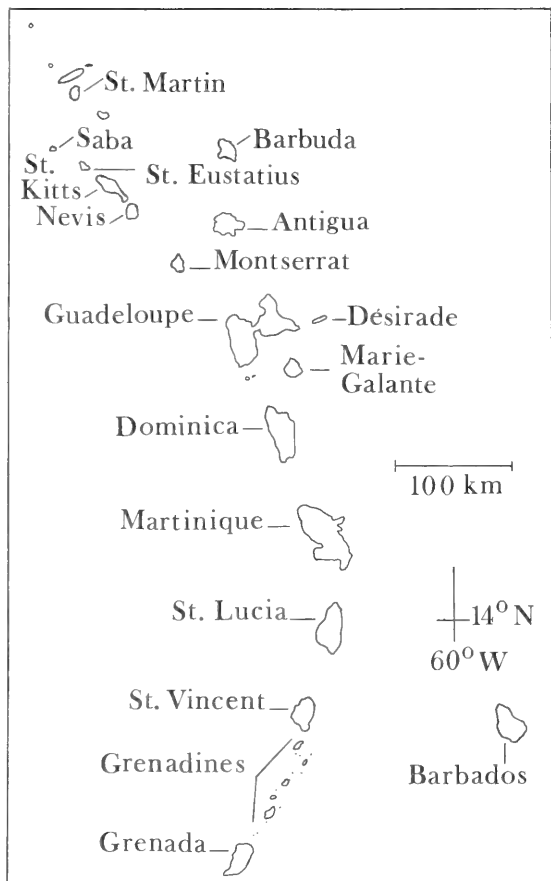 St. Martin
Saba
Barbuda
St.
Kitts
St. Eustatius
Nevis
Antigua
Montserrat
Guadeloupe
Désirade
Marie-
Galante
Dominica
100 km
Martinique
St. Lucia
14° N
60° W
St. Vincent
Grenadines
Barbados
Grenada